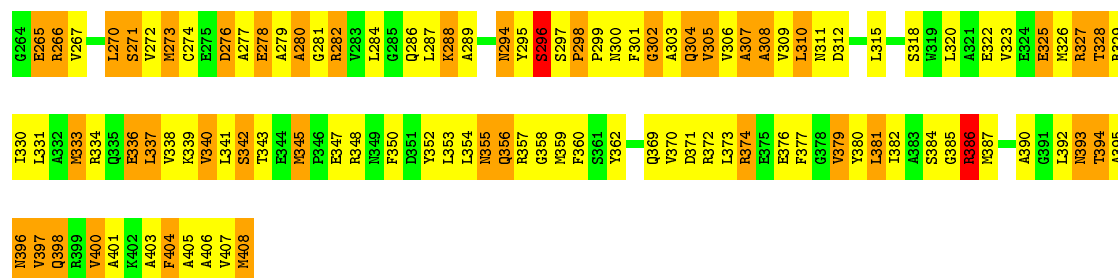 G264 E265 R266 V267 L270 S271 V272 M273 C274 E275 D276 A277 E278 A279 A280 G281 R282 V283 L284 G285 Q286 L287 K288 A289 N294 Y295 S296 S297 P298 P299 N300 F301 G302 A303 Q304 V305 V306 A307 A308 V309 L310 N311 D312 L315 S318 W319 L320 A321 E322 V323 E324 E325 M326 R327 T328 R329
I330 L331 A332 M333 R334 Q335 E336 L337 V338 K339 V340 L341 S342 T343 E344 M345 P346 E347 R348 N349 F350 D351 Y352 L353 L354 N355 Q356 R357 G358 M359 F360 S361 Y362 Q369 V370 D371 R372 L373 R374 E375 E376 F377 G378 V379 Y380 L381 I382 A383 S384 G385 R386 M387 A390 G391 L392 N393 T394 A395
N396 V397 Q398 R399 V400 A401 K402 A403 F404 A405 A406 V407 M408